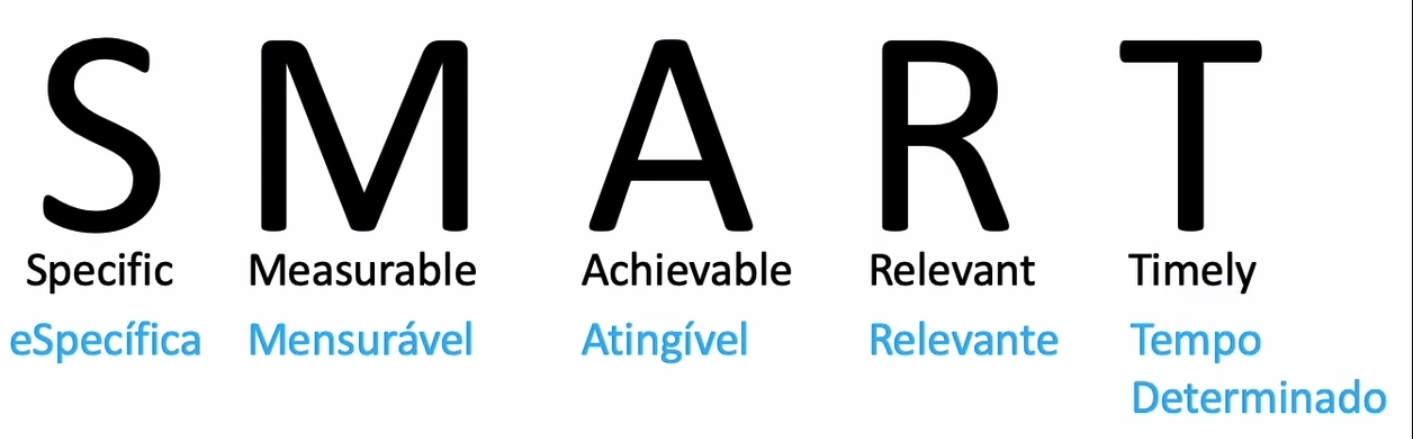 S M A R T
Specific Measurable Achievable Relevant Timely
eSpecífica Mensurável Atingível Relevante Tempo
Determinado